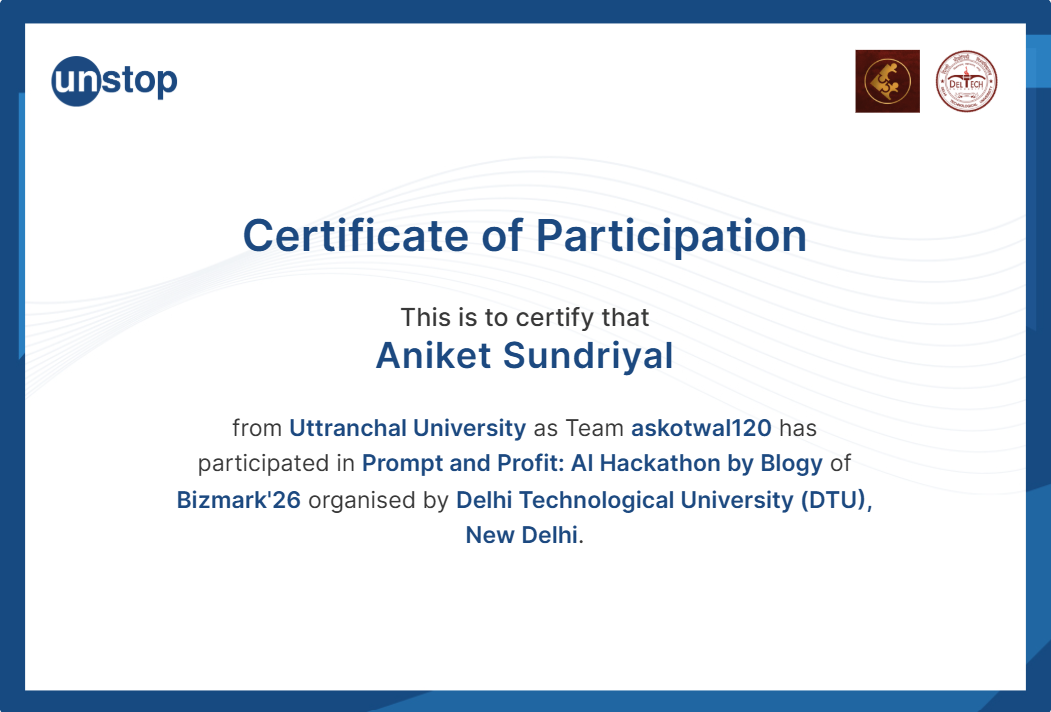 unstop
DELTECH
Certificate of Participation
This is to certify that
Aniket Sundriyal
from Uttranchal University as Team askotwal120 has
participated in Prompt and Profit: AI Hackathon by Blogy of
Bizmark'26 organised by Delhi Technological University (DTU),
New Delhi.